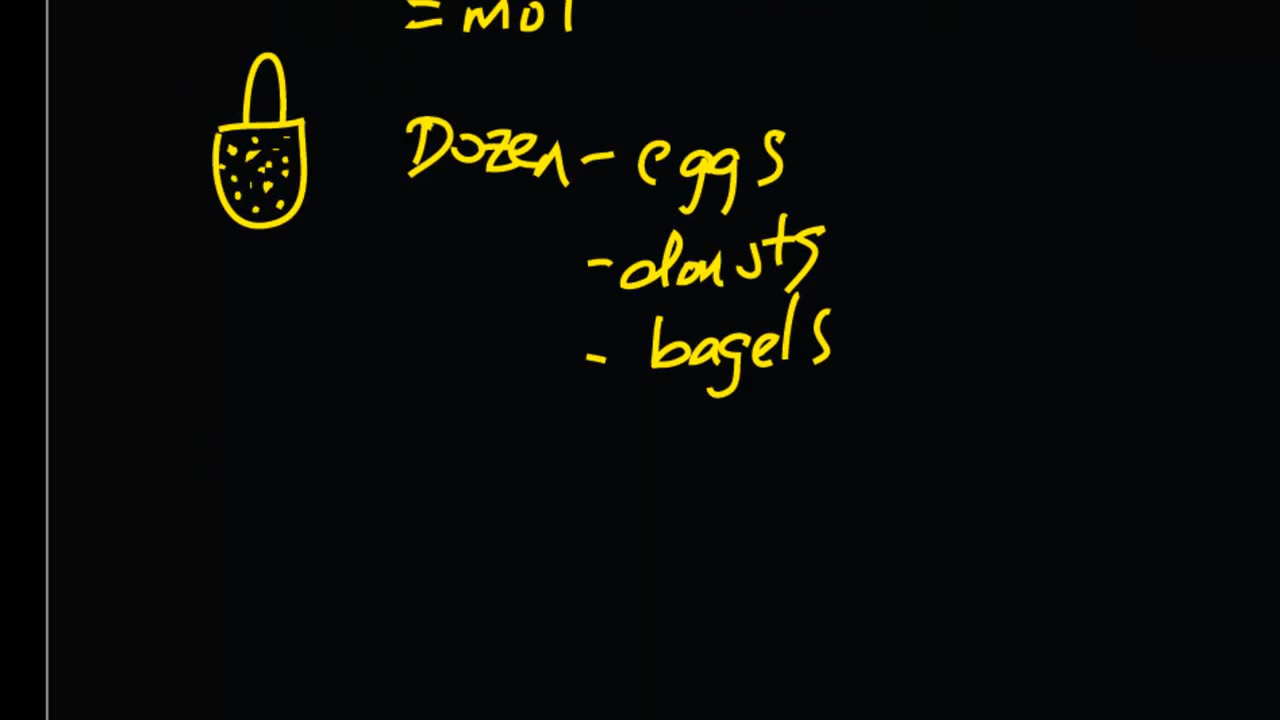 = mol
Dozen - eggs
- donuts
- bagels